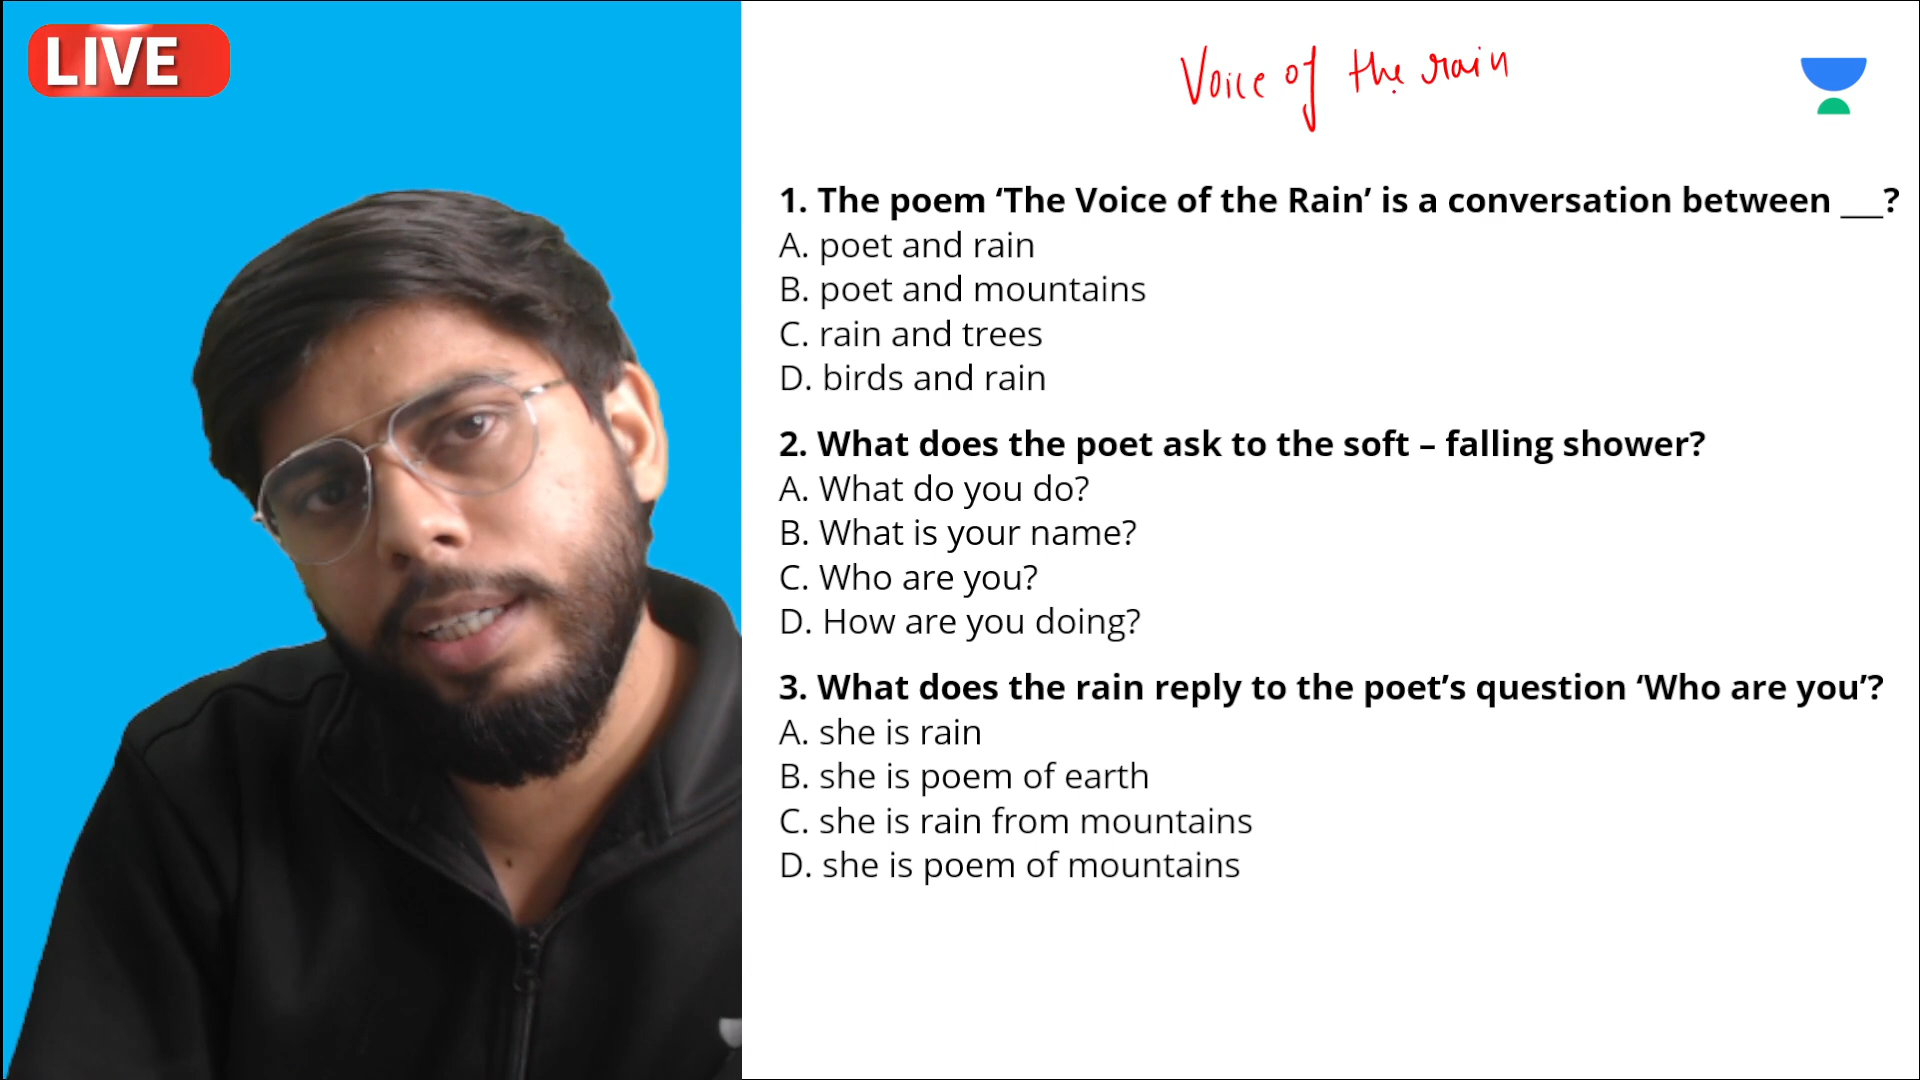 LIVE
Voice of the rain
1. The poem ‘The Voice of the Rain’ is a conversation between ___?
A. poet and rain
B. poet and mountains
C. rain and trees
D. birds and rain
2. What does the poet ask to the soft – falling shower?
A. What do you do?
B. What is your name?
C. Who are you?
D. How are you doing?
3. What does the rain reply to the poet’s question ‘Who are you’?
A. she is rain
B. she is poem of earth
C. she is rain from mountains
D. she is poem of mountains